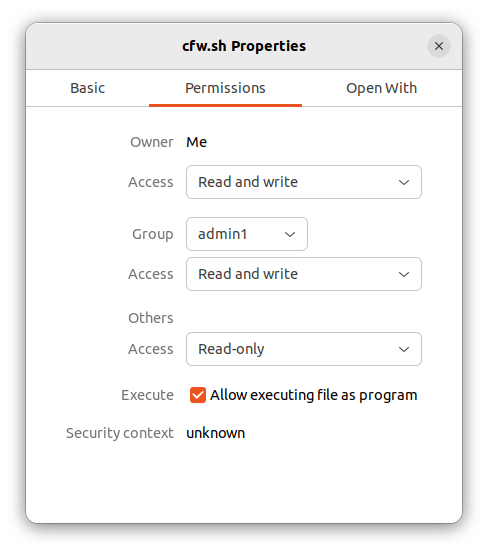 cfw.sh Properties
Basic Permissions Open With
Owner Me
Access Read and write
Group admin1
Access Read and write
Others
Access Read-only
Execute Allow executing file as program
Security context unknown